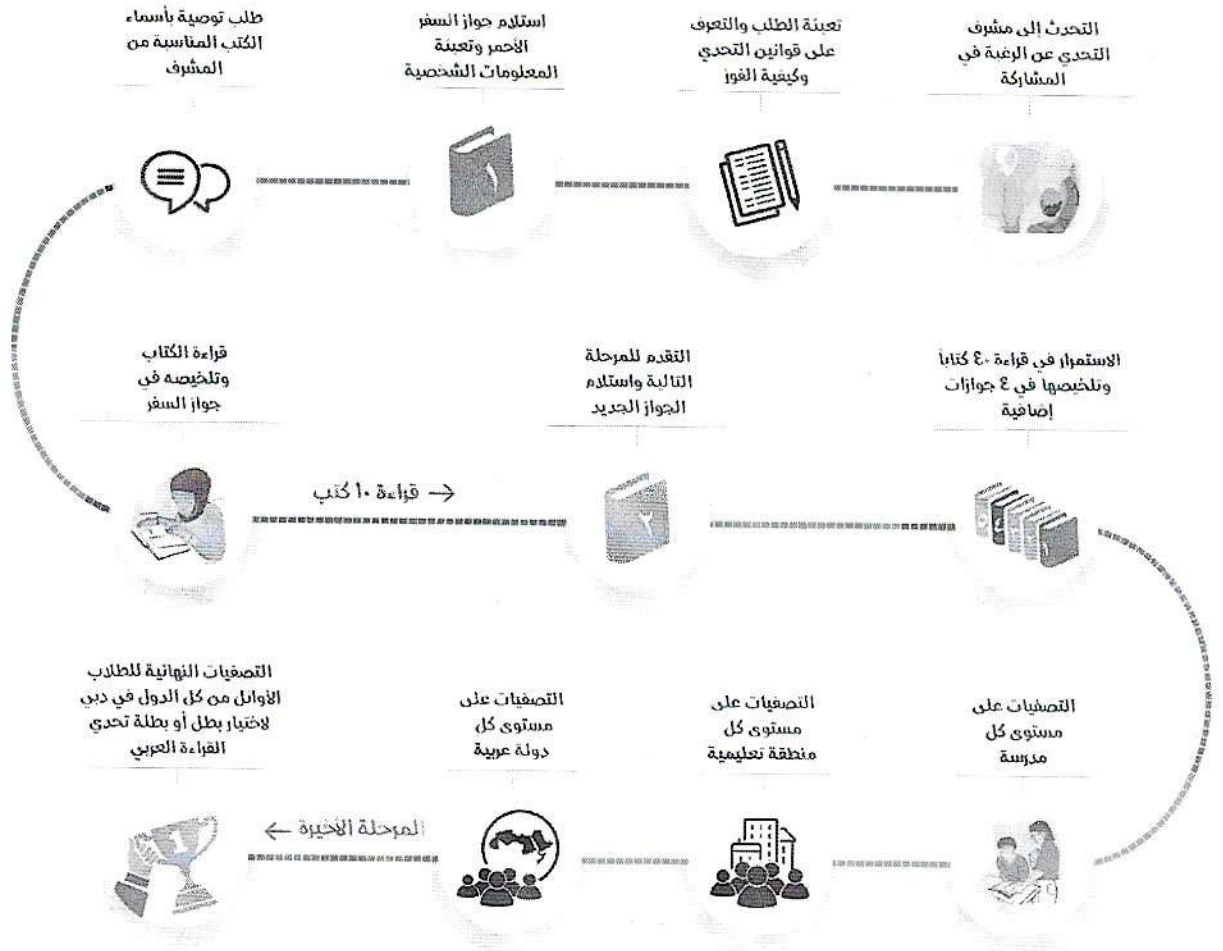 التحدث إلى مشرف
التحدي عن الرغبة في
المشاركة
تعبئة الطلب والتعرف
على قوانين التحدي
وكيفية الفوز
استلام جواز السفر
الأحمر وتعبئة
المعلومات الشخصية
١
طلب توصية بأسماء
الكتب المناسبة من
المشرف
قراءة الكتاب
وتلخيصه في
جواز السفر
قراءة ١٠ كتب →
التقدم للمرحلة
التالية واستلام
الجواز الجديد
٢
الاستمرار في قراءة ٤٠ كتاباً
وتلخيصها في ٤ جوازات
إضافية
التصفيات على
مستوى كل
مدرسة
التصفيات على
مستوى كل
منطقة تعليمية
التصفيات على
مستوى كل
دولة عربية
المرحلة الأخيرة ←
التصفيات النهائية للطلاب
الأوائل من كل الدول في دبي
لاختيار بطل أو بطلة تحدي
القراءة العربي
1